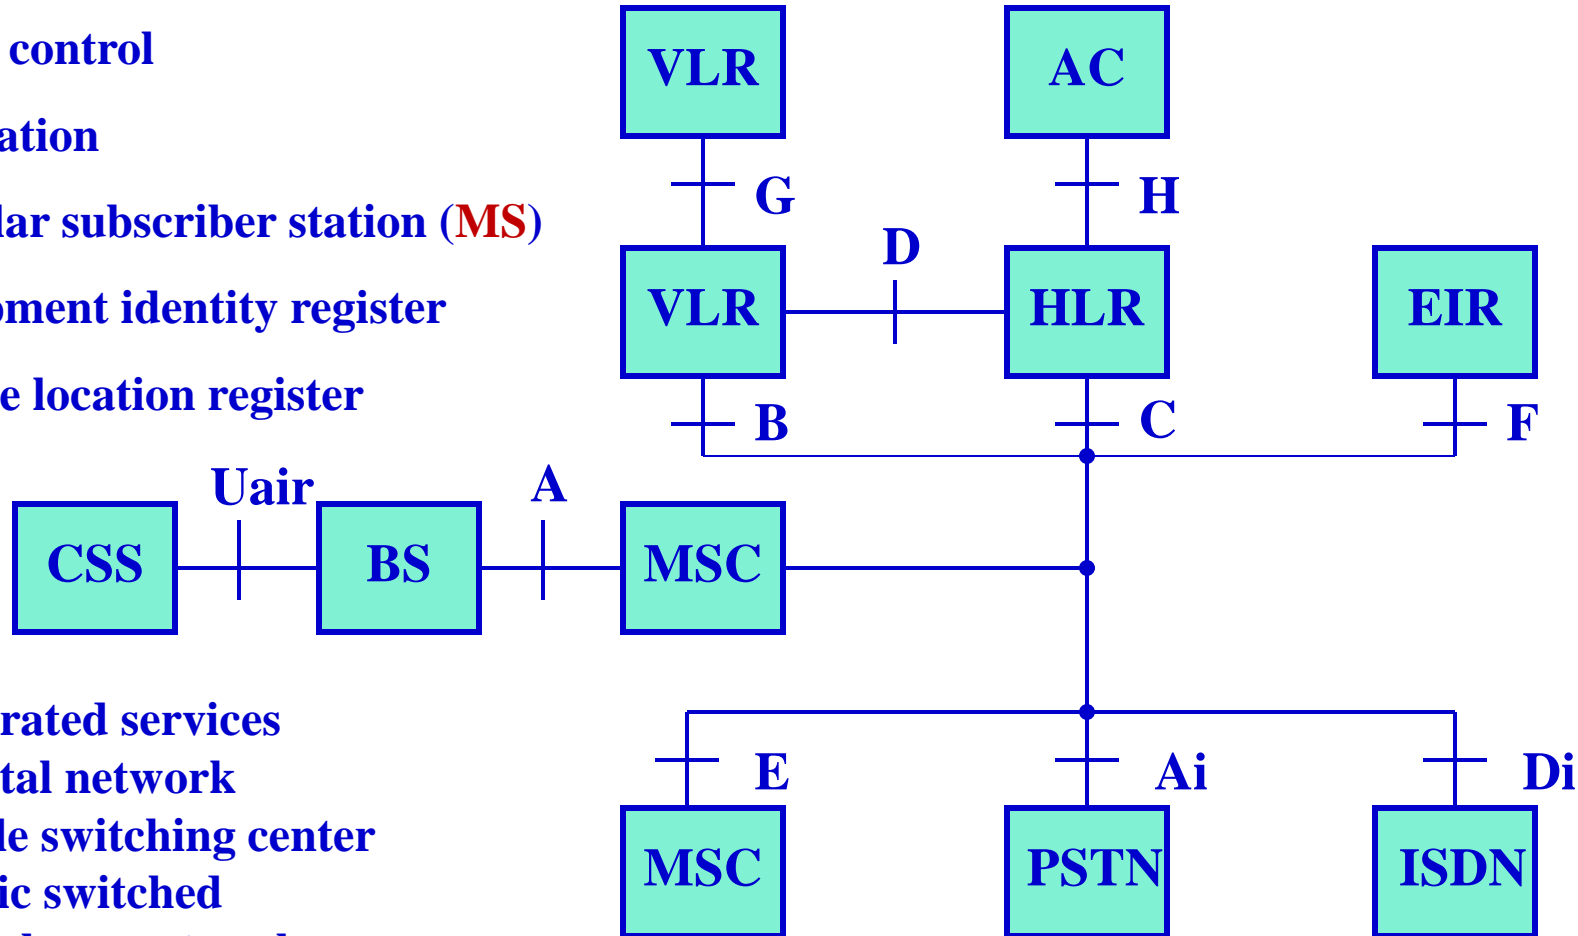 control
VLR
AC
ation
G
H
lar subscriber station (MS)
D
VLR
HLR
EIR
ment identity register
e location register
B
C
F
Uair
A
CSS
BS
MSC
rated services
tal network
E
Ai
Di
le switching center
MSC
PSTN
ISDN
ic switched